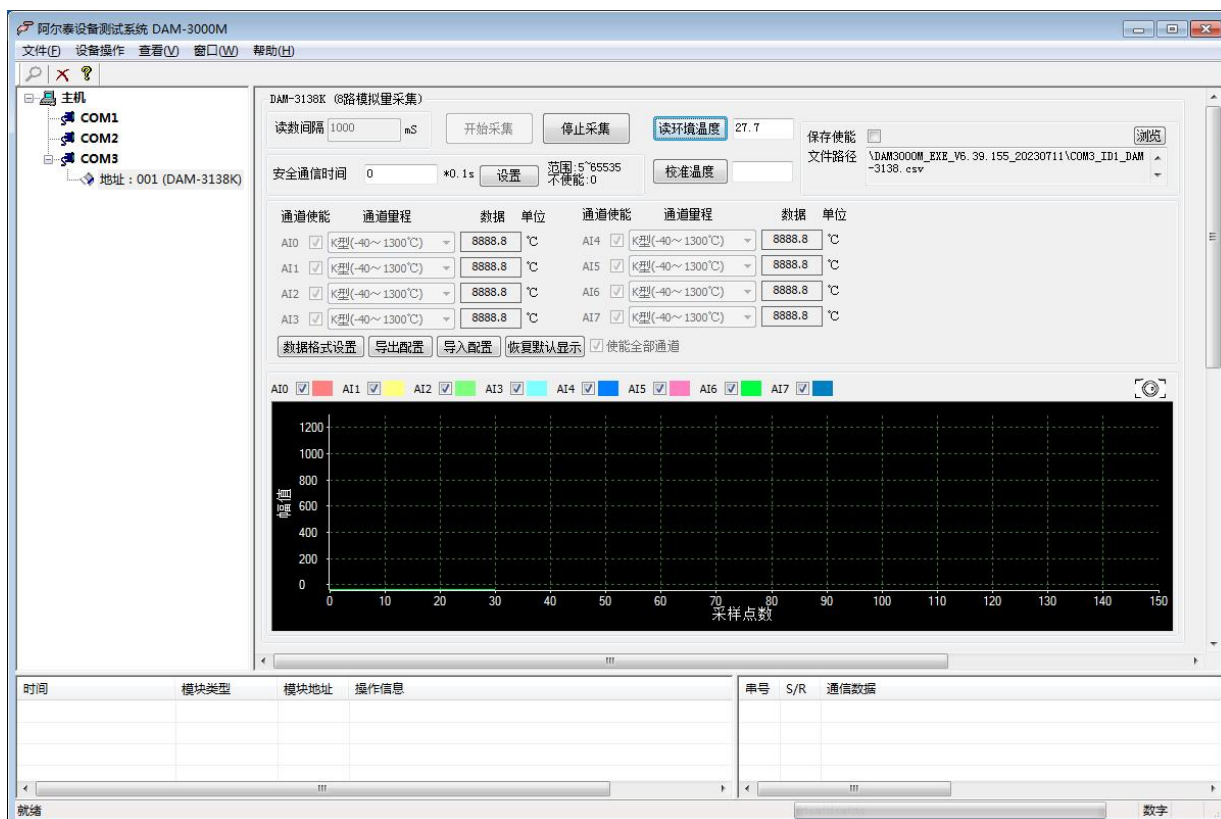 阿尔泰设备测试系统 DAM-3000M
文件(F) 设备操作 查看(V) 窗口(W) 帮助(H)
主机
COM1
COM2
COM3
地址：001 (DAM-3138K)
DAM-3138K (8路模拟量采集)
读数间隔 1000 mS 开始采集 停止采集 读环境温度 27.7
保存使能 浏览
文件路径 \DAM3000M_EXE_V6.39.155_20230711\COM3_ID1_DAM
-3138.csv
安全通信时间 0 *0.1s 设置 范围:5~65535 校准温度
不使能:0
通道使能 通道量程 数据 单位 通道使能 通道量程 数据 单位
AI0 K型(-40～1300℃) 8888.8 ℃ AI4 K型(-40～1300℃) 8888.8 ℃
AI1 K型(-40～1300℃) 8888.8 ℃ AI5 K型(-40～1300℃) 8888.8 ℃
AI2 K型(-40～1300℃) 8888.8 ℃ AI6 K型(-40～1300℃) 8888.8 ℃
AI3 K型(-40～1300℃) 8888.8 ℃ AI7 K型(-40～1300℃) 8888.8 ℃
数据格式设置 导出配置 导入配置 恢复默认显示 使能全部通道
AI0 AI1 AI2 AI3 AI4 AI5 AI6 AI7
1200
1000
800
600
400
200
0
幅值
0 10 20 30 40 50 60 70 80 90 100 110 120 130 140 150
采样点数
时间 模块类型 模块地址 操作信息 串号 S/R 通信数据
就绪 数字